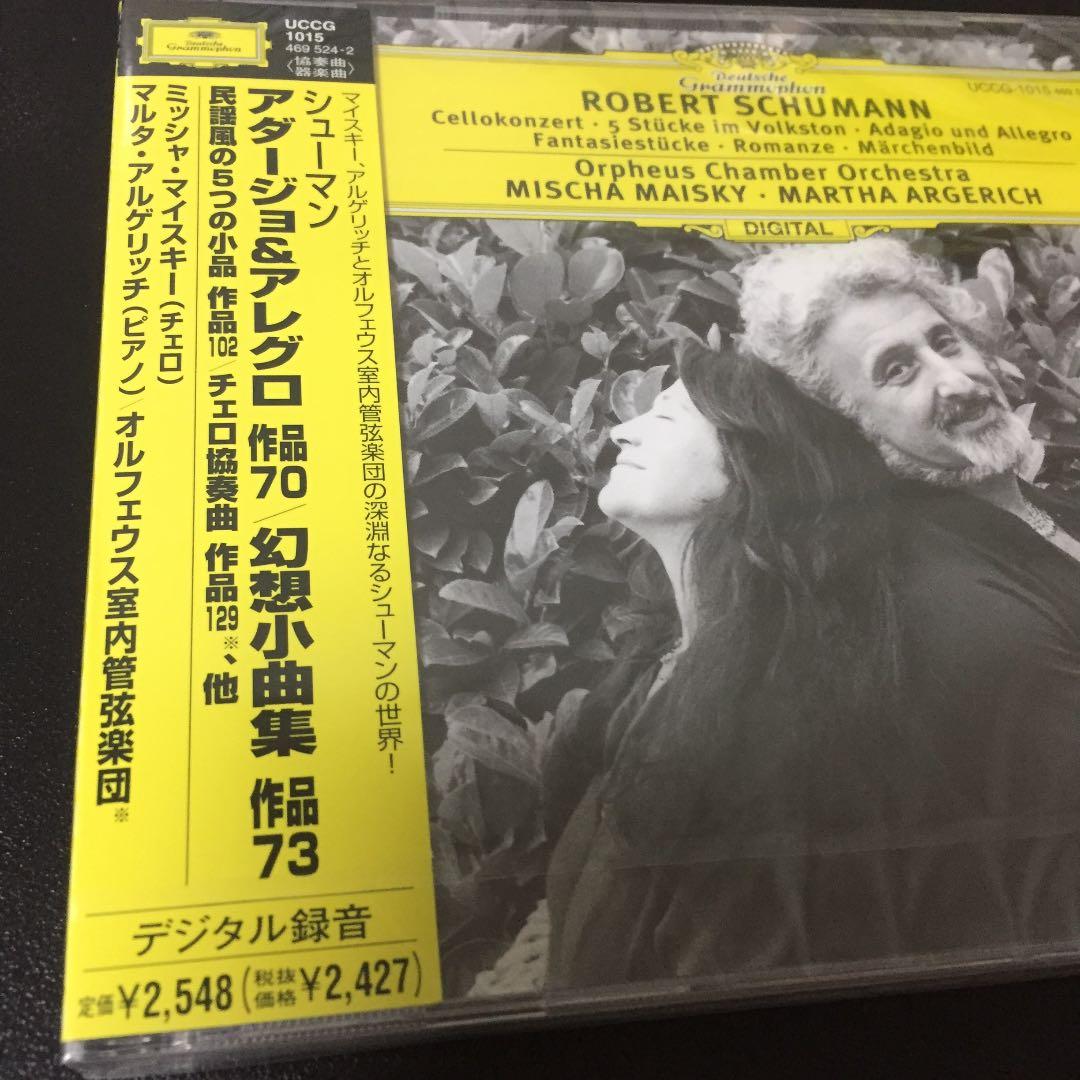 Deutsche
Grammophon
UCCG
1015
469 524-2
〈協奏曲
器楽曲〉
マイスキー、アルゲリッチとオルフェウス室内管弦楽団の深淵なるシューマンの世界!
シューマン
アダージョ&アレグロ 作品70/幻想小曲集 作品73
民謡風の5つの小品 作品102/チェロ協奏曲 作品129※、他
ミッシャ・マイスキー(チェロ)
マルタ・アルゲリッチ(ピアノ)/オルフェウス室内管弦楽団※
デジタル録音
定価¥2,548(税抜価格¥2,427)
Deutsche
Grammophon
UCCG-1015 469
ROBERT SCHUMANN
Cellokonzert · 5 Stücke im Volkston · Adagio und Allegro
Fantasiestücke · Romanze · Märchenbild
Orpheus Chamber Orchestra
MISCHA MAISKY · MARTHA ARGERICH
DIGITAL